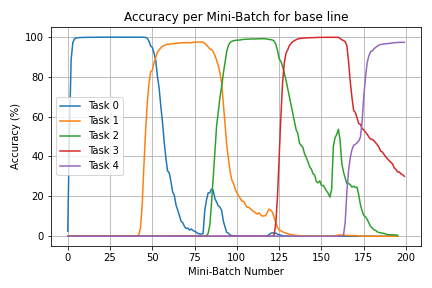 Accuracy per Mini-Batch for base line
Accuracy (%)
100
80
60
40
20
0
Task 0
Task 1
Task 2
Task 3
Task 4
0 25 50 75 100 125 150 175 200
Mini-Batch Number